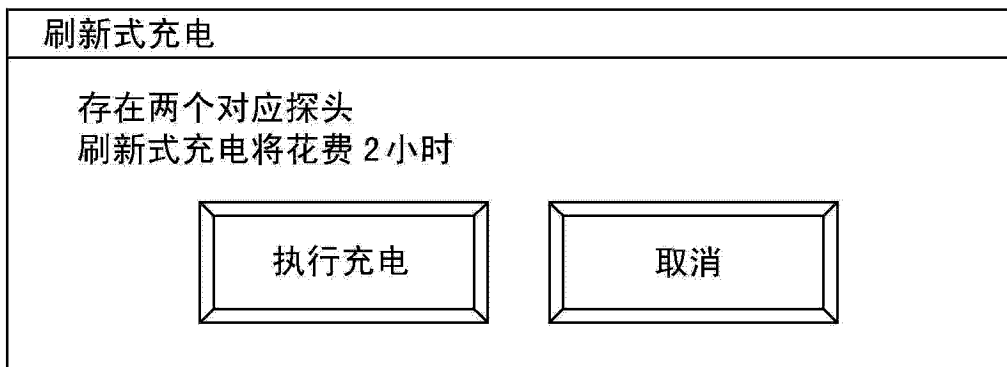 刷新式充电
存在两个对应探头
刷新式充电将花费2小时
执行充电
取消